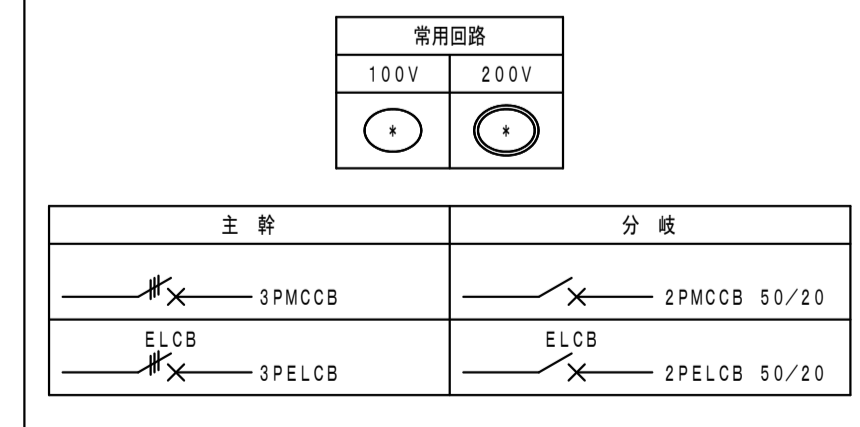 常用回路
100V 200V
* *
主 幹 分 岐
3PMCCB 2PMCCB 50/20
ELCB ELCB
3PELCB 2PELCB 50/20